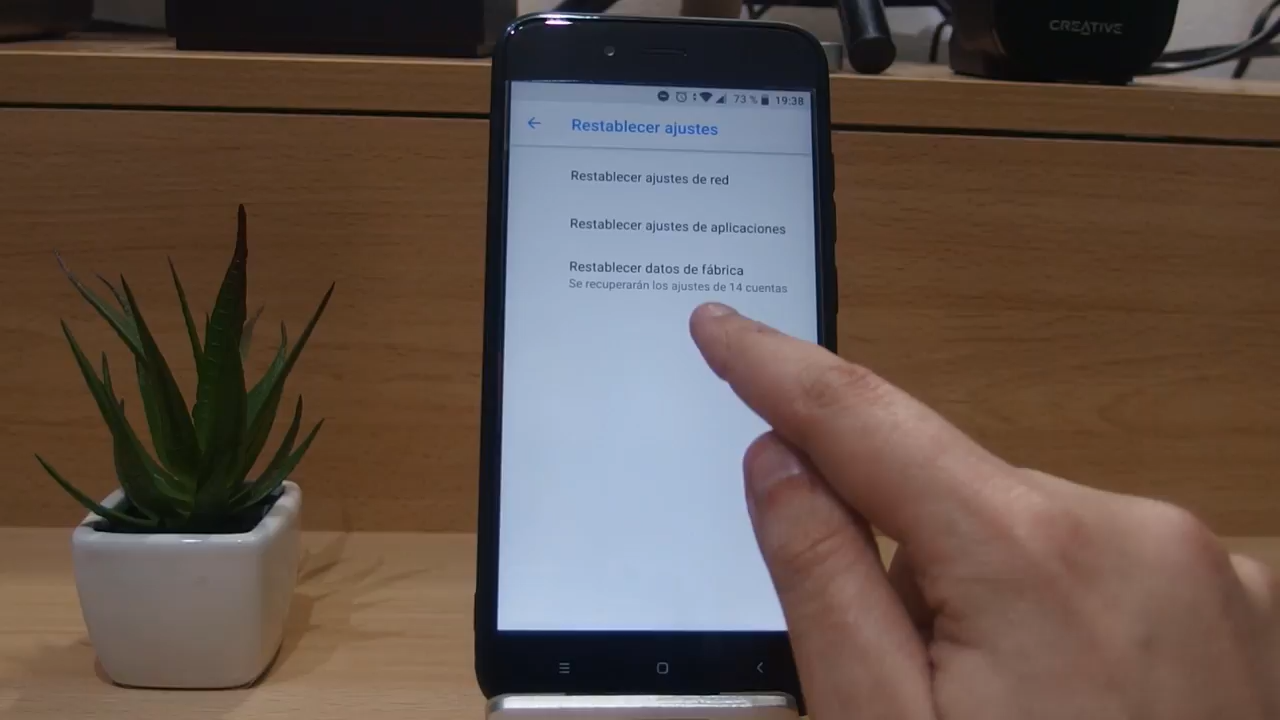 CREATIVE
73 % 19:38
Restablecer ajustes
Restablecer ajustes de red
Restablecer ajustes de aplicaciones
Restablecer datos de fábrica
Se recuperarán los ajustes de 14 cuentas